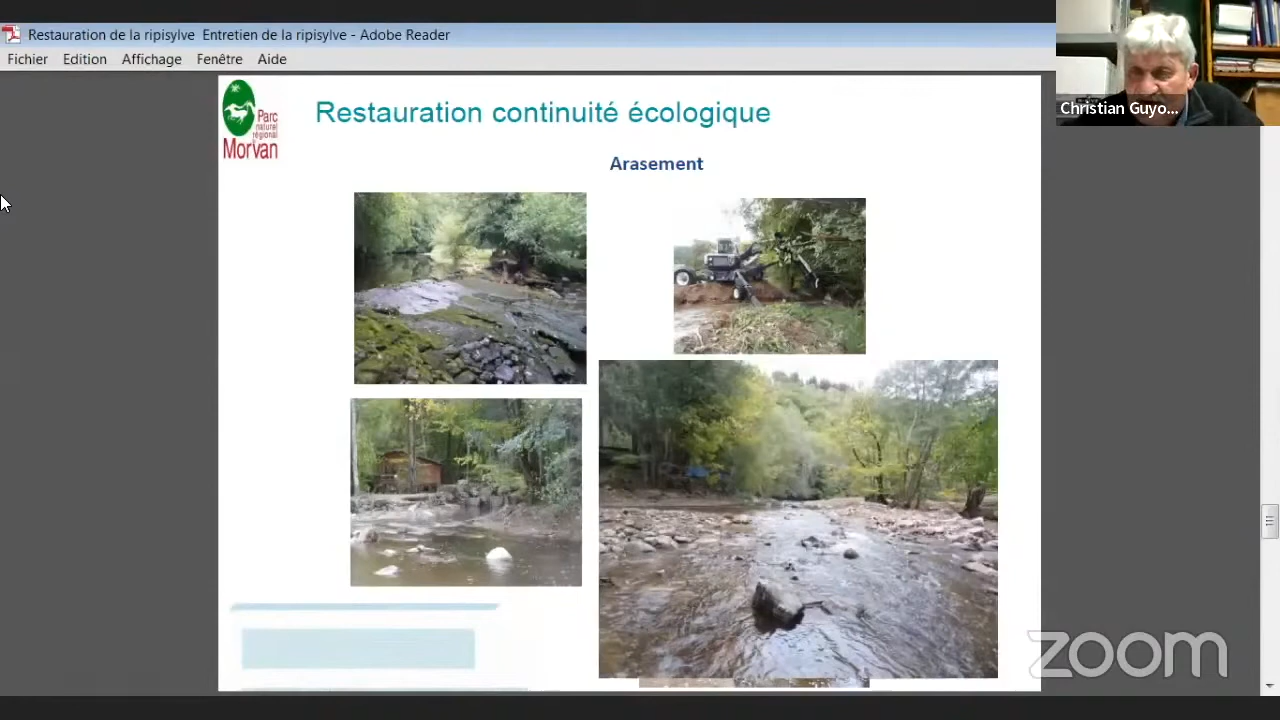 Restauration de la ripisylve Entretien de la ripisylve - Adobe Reader
Fichier Edition Affichage Fenêtre Aide
Christian Guyo...
Parc
naturel
régional
Morvan
Restauration continuité écologique
Arasement
zoom